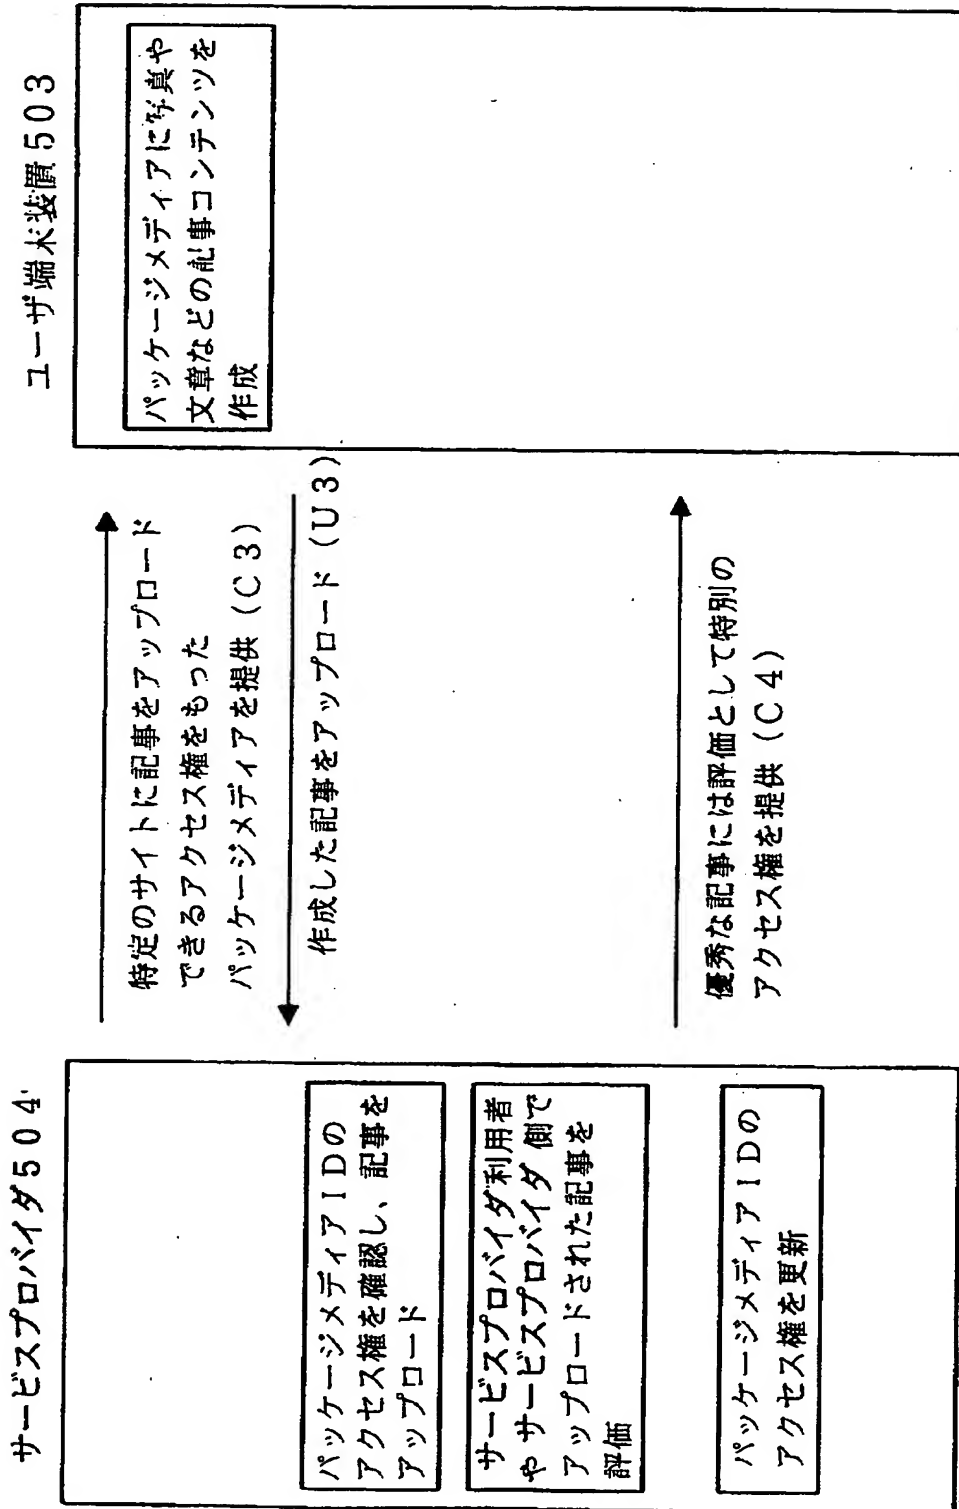 サービスプロバイダ504
ユーザ端末装置503
特定のサイトに記事をアップロード
できるアクセス権をもった
パッケージメディアを提供(C3)
パッケージメディアに写真や
文章などの記事コンテンツを
作成
作成した記事をアップロード(U3)
パッケージメディアIDの
アクセス権を確認し、記事を
アップロード
サービスプロバイダ利用者
やサービスプロバイダ側で
アップロードされた記事を
評価
優秀な記事には評価として特別の
アクセス権を提供(C4)
パッケージメディアIDの
アクセス権を更新